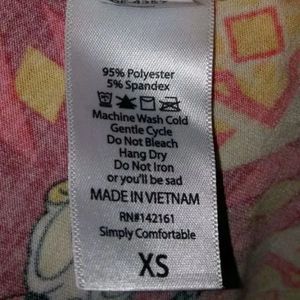 95% Polyester
5% Spandex
Machine Wash Cold
Gentle Cycle
Do Not Bleach
Hang Dry
Do Not Iron
or you'll be sad
MADE IN VIETNAM
RN#142161
Simply Comfortable
XS